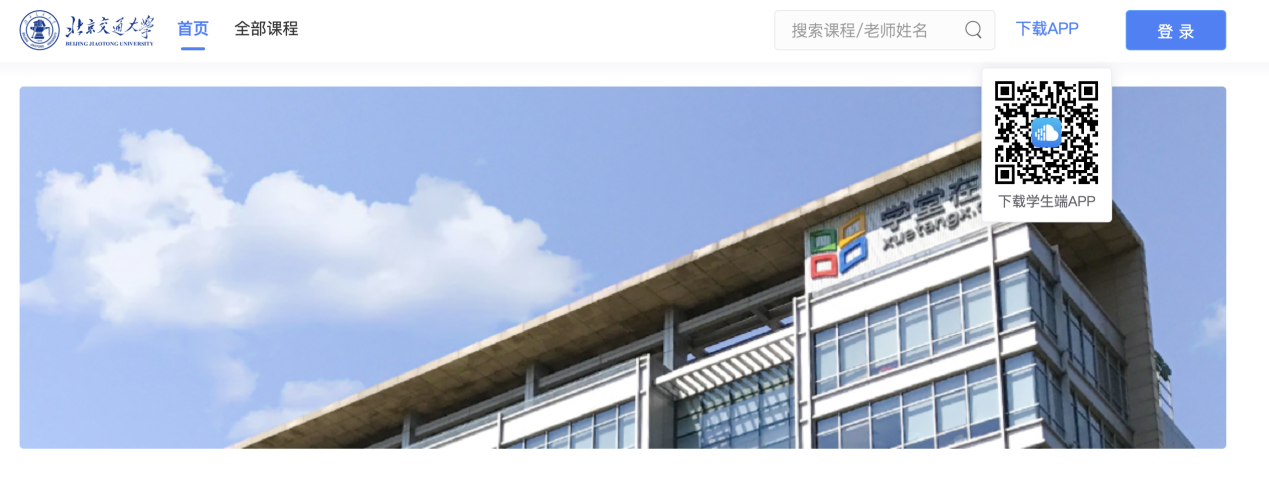 北京交通大学
BEIJING JIAOTONG UNIVERSITY
首页
全部课程
搜索课程/老师姓名
下载APP
登 录
下载学生端APP
学堂在
xuetangx.